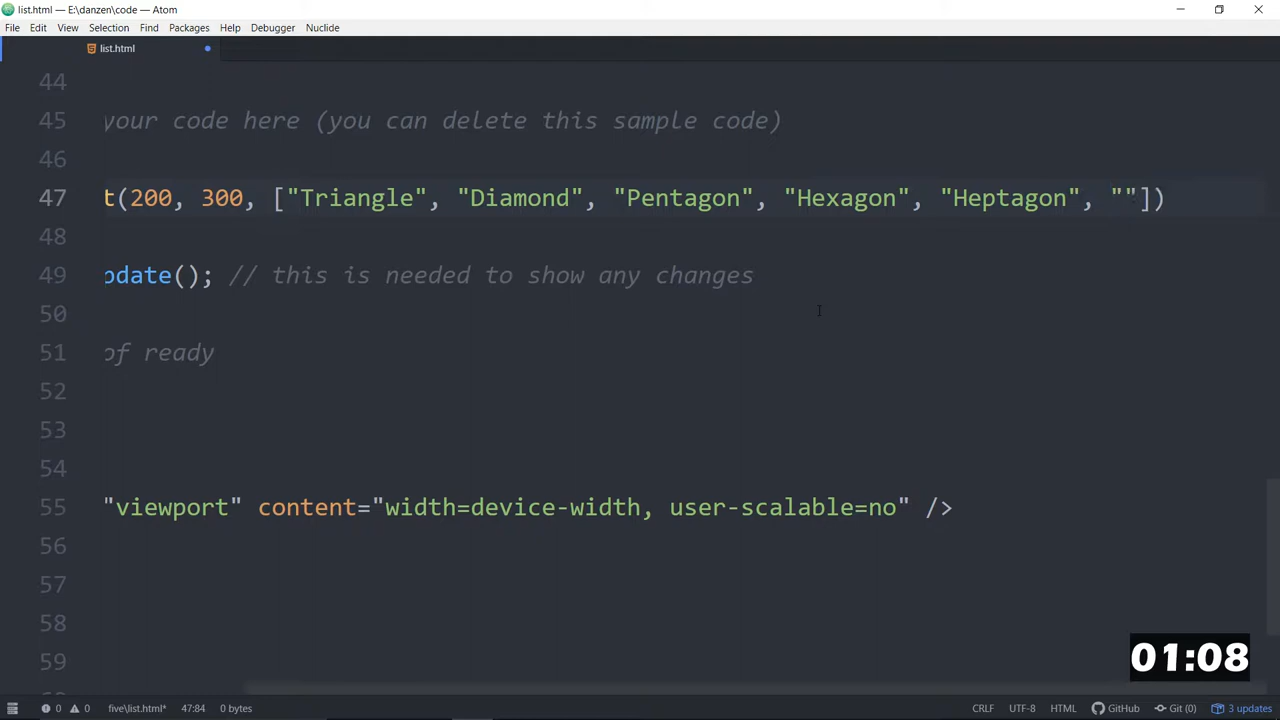 list.html — E:\danzen\code — Atom
File Edit View Selection Find Packages Help Debugger Nuclide
list.html
44
45 your code here (you can delete this sample code)
46
47 t(200, 300, ["Triangle", "Diamond", "Pentagon", "Hexagon", "Heptagon", ""])
48
49 pdate(); // this is needed to show any changes
50
51 of ready
52
53
54
55 "viewport" content="width=device-width, user-scalable=no" />
56
57
58
59
01:08
0 0 five\list.html* 47:84 0 bytes CRLF UTF-8 HTML GitHub Git (0) 3 updates